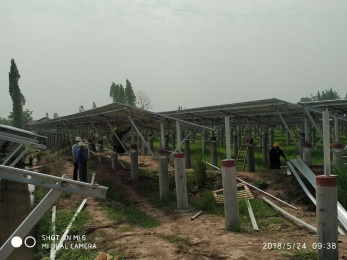 SHOT ON MI 6
MI DUAL CAMERA
2018/5/24 09:38